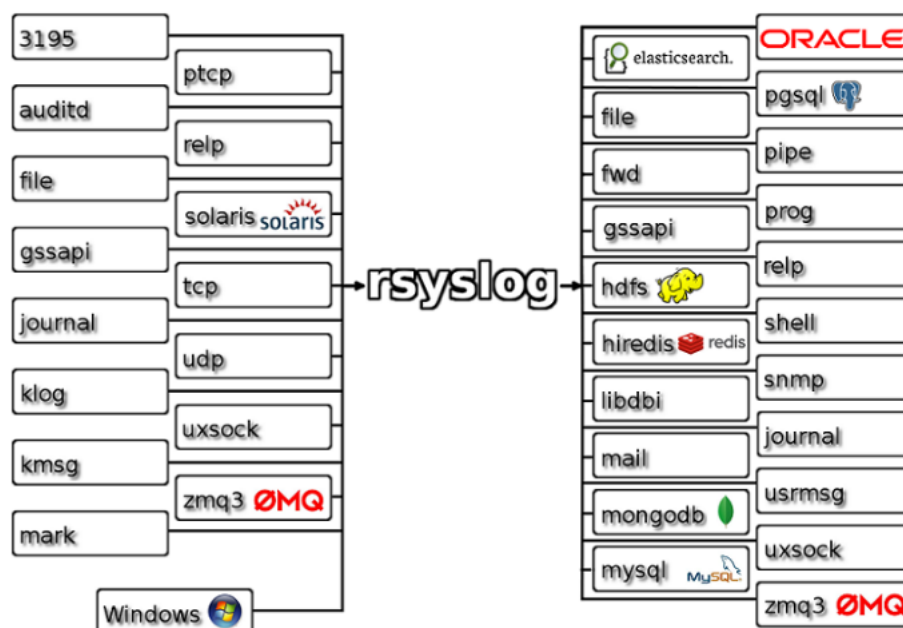 3195
ptcp
auditd
relp
file
solaris solaris
gssapi
tcp
journal
udp
klog
uxsock
kmsg
zmq3 ØMQ
mark
Windows
rsyslog
elasticsearch.
file
fwd
gssapi
hdfs
hiredis redis
libdbi
mail
mongodb
mysql MySQL
ORACLE
pgsql
pipe
prog
relp
shell
snmp
journal
usrmsg
uxsock
zmq3 ØMQ